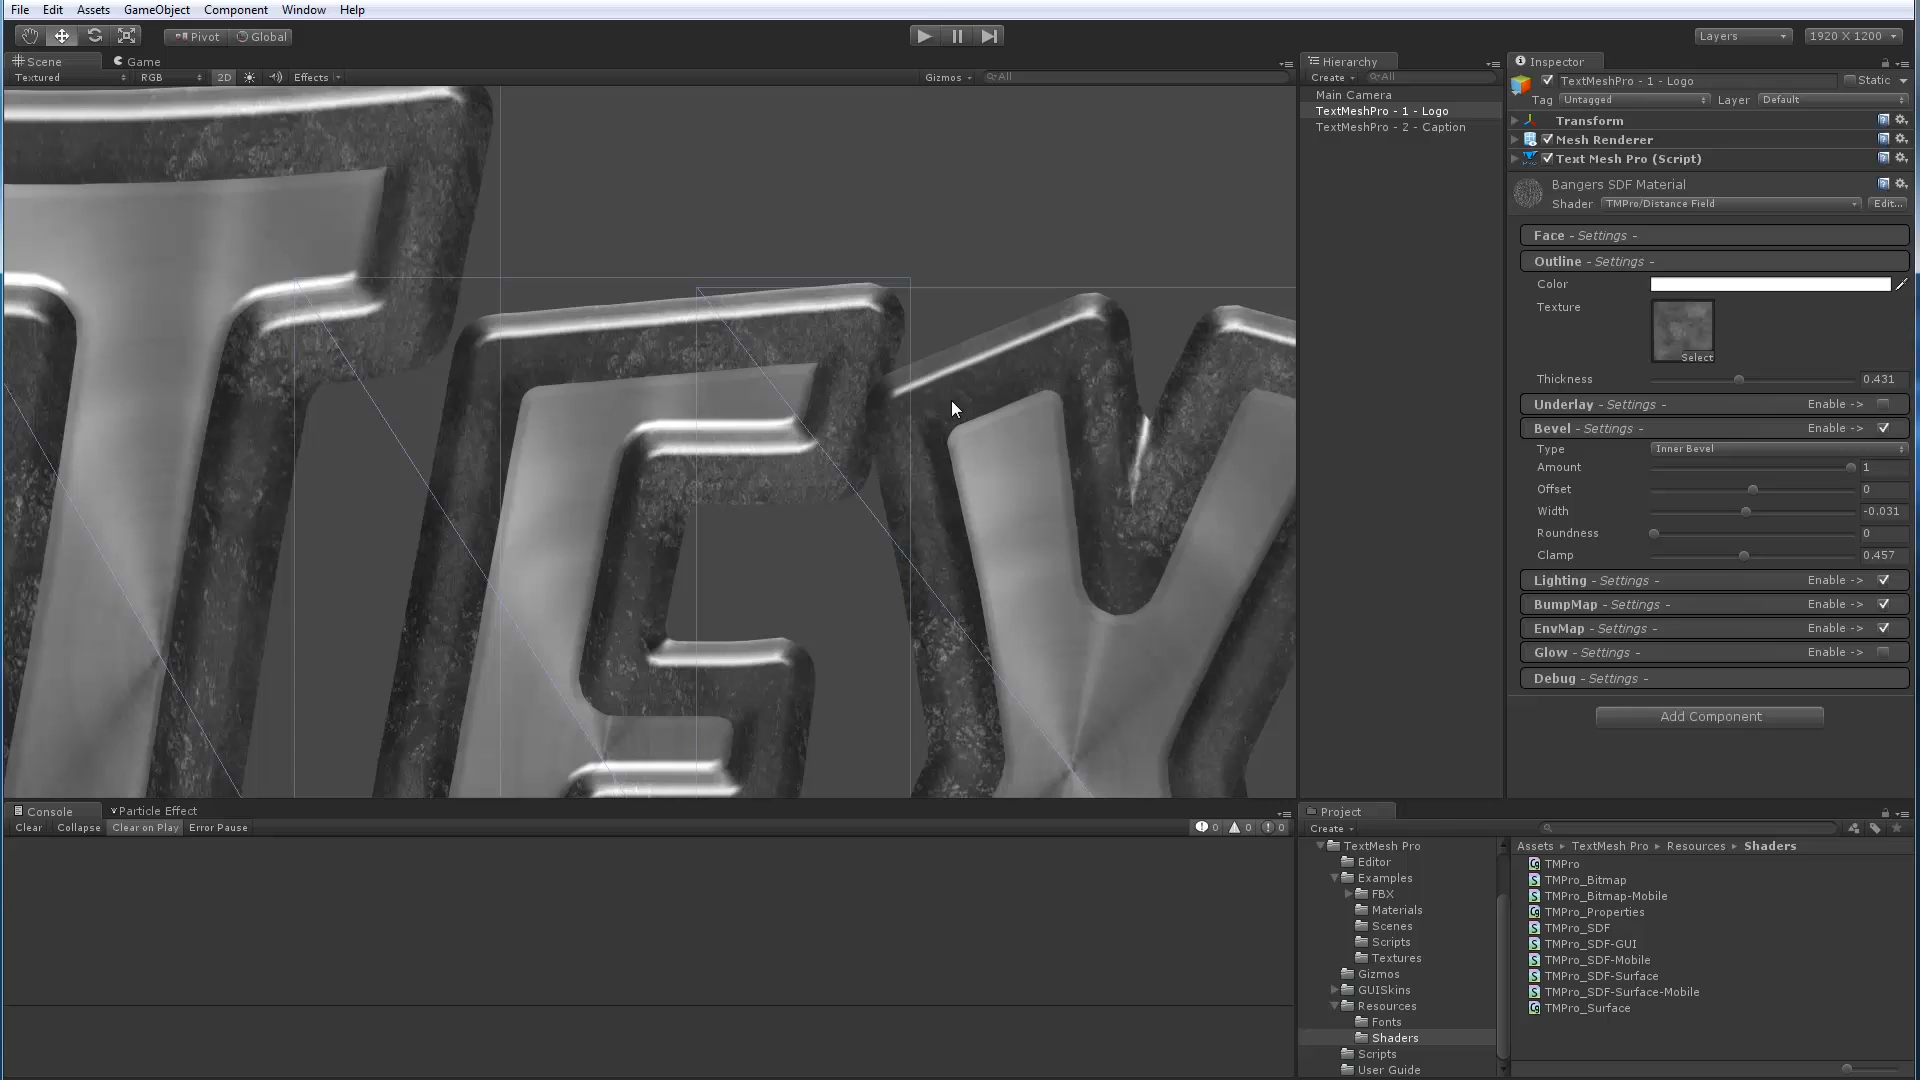 File Edit Assets GameObject Component Window Help
Pivot Global Layers 1920 X 1200
Scene Game
Textured RGB 2D Effects Gizmos All
TEXT
Hierarchy
Create All
Main Camera
TextMeshPro - 1 - Logo
TextMeshPro - 2 - Caption
Inspector
TextMeshPro - 1 - Logo Static
Tag Untagged Layer Default
Transform
Mesh Renderer
Text Mesh Pro (Script)
Bangers SDF Material
Shader TMPro/Distance Field Edit...
Face - Settings -
Outline - Settings -
Color
Texture
Select
Thickness 0.431
Underlay - Settings - Enable ->
Bevel - Settings - Enable ->
Type Inner Bevel
Amount 1
Offset 0
Width -0.031
Roundness 0
Clamp 0.457
Lighting - Settings - Enable ->
BumpMap - Settings - Enable ->
EnvMap - Settings - Enable ->
Glow - Settings - Enable ->
Debug - Settings -
Add Component
Console Particle Effect
Clear Collapse Clear on Play Error Pause 0 0 0
Project
Create
TextMesh Pro
Editor
Examples
FBX
Materials
Scenes
Scripts
Textures
Gizmos
GUISkins
Resources
Fonts
Shaders
Scripts
User Guide
Assets ▸ TextMesh Pro ▸ Resources ▸ Shaders
TMPro
TMPro_Bitmap
TMPro_Bitmap-Mobile
TMPro_Properties
TMPro_SDF
TMPro_SDF-GUI
TMPro_SDF-Mobile
TMPro_SDF-Surface
TMPro_SDF-Surface-Mobile
TMPro_Surface